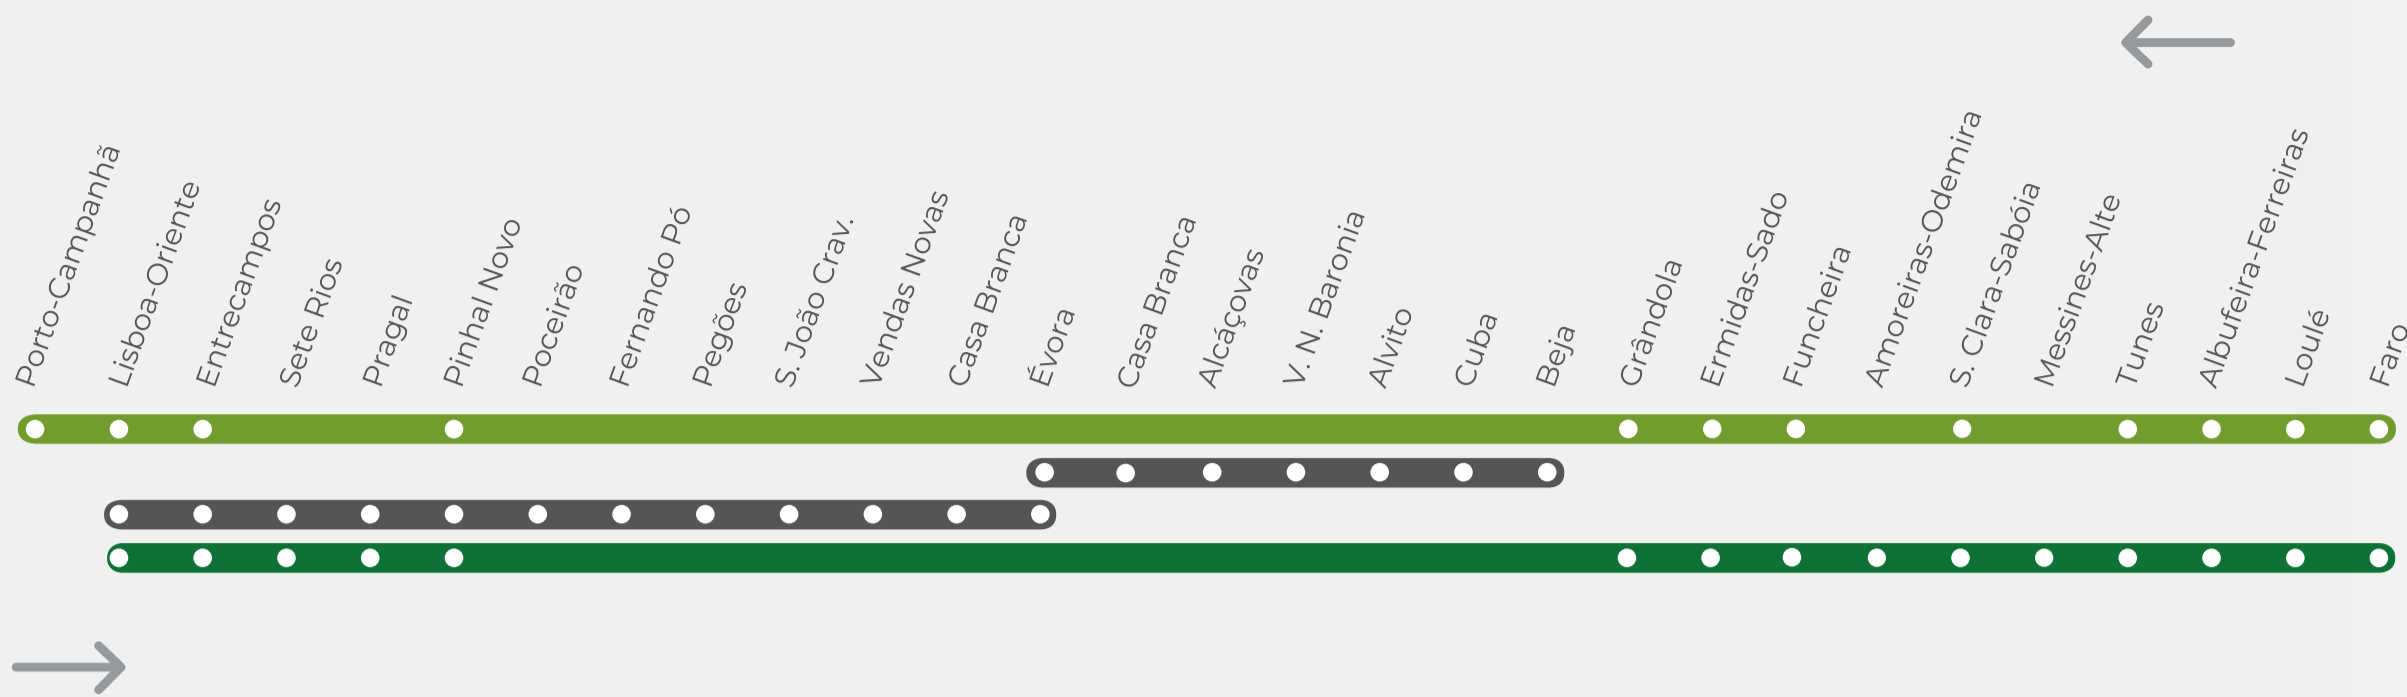 Porto-Campanhã
Lisboa-Oriente
Entrecampos
Sete Rios
Pragal
Pinhal Novo
Poceirão
Fernando Pó
Pegões
S. João Crav.
Vendas Novas
Casa Branca
Évora
Casa Branca
Alcáçovas
V. N. Baronia
Alvito
Cuba
Beja
Grândola
Ermidas-Sado
Funcheira
Amoreiras-Odemira
S. Clara-Sabóia
Messines-Alte
Tunes
Albufeira-Ferreiras
Loulé
Faro